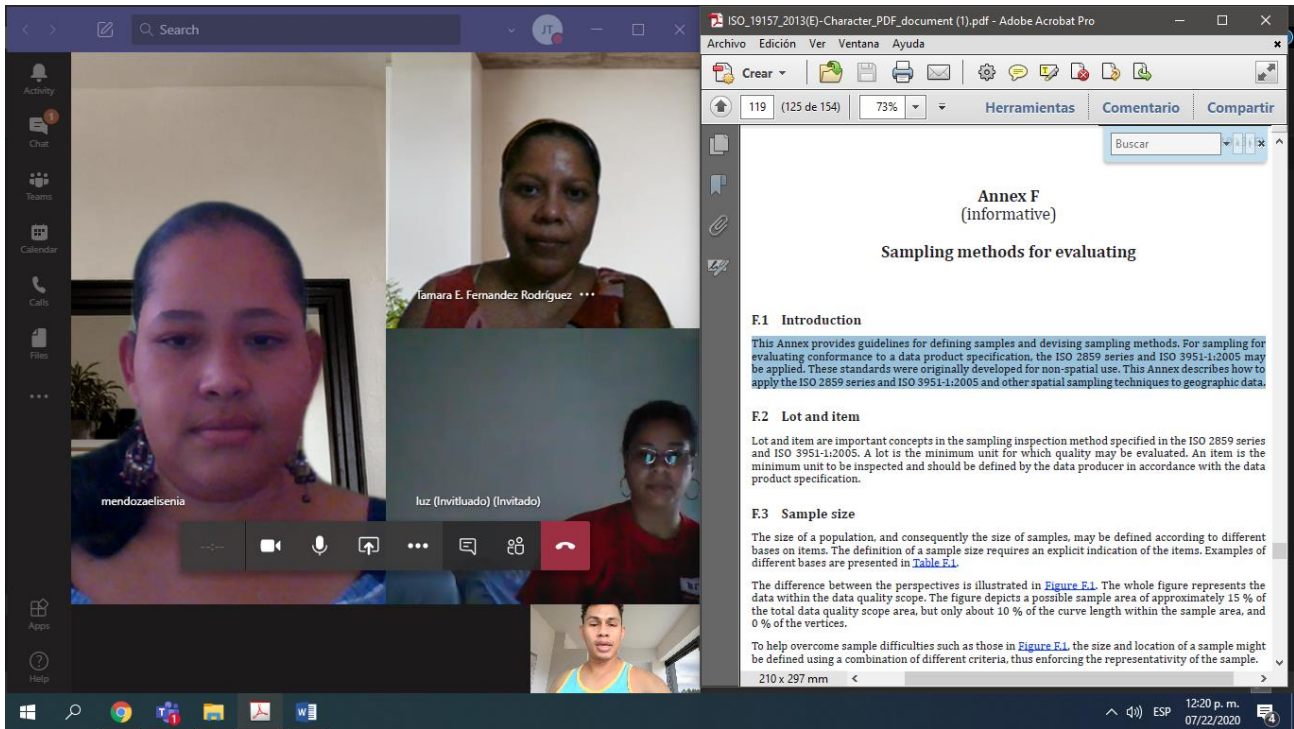 Search
JT
Activity
Chat
1
Teams
Calendar
Calls
Files
Apps
Help
Tamara E. Fernandez Rodríguez
mendozaelisenia
luz (Invitluado) (Invitado)
--:--
ISO_19157_2013(E)-Character_PDF_document (1).pdf - Adobe Acrobat Pro
Archivo Edición Ver Ventana Ayuda
Crear
119 (125 de 154) 73% Herramientas Comentario Compartir
Buscar
Annex F
(informative)
Sampling methods for evaluating
F.1 Introduction
This Annex provides guidelines for defining samples and devising sampling methods. For sampling for
evaluating conformance to a data product specification, the ISO 2859 series and ISO 3951-1:2005 may
be applied. These standards were originally developed for non-spatial use. This Annex describes how to
apply the ISO 2859 series and ISO 3951-1:2005 and other spatial sampling techniques to geographic data.
F.2 Lot and item
Lot and item are important concepts in the sampling inspection method specified in the ISO 2859 series
and ISO 3951-1:2005. A lot is the minimum unit for which quality may be evaluated. An item is the
minimum unit to be inspected and should be defined by the data producer in accordance with the data
product specification.
F.3 Sample size
The size of a population, and consequently the size of samples, may be defined according to different
bases on items. The definition of a sample size requires an explicit indication of the items. Examples of
different bases are presented in Table F.1.
The difference between the perspectives is illustrated in Figure F.1. The whole figure represents the
data within the data quality scope. The figure depicts a possible sample area of approximately 15 % of
the total data quality scope area, but only about 10 % of the curve length within the sample area, and
0 % of the vertices.
To help overcome sample difficulties such as those in Figure F.1, the size and location of a sample might
be defined using a combination of different criteria, thus enforcing the representativity of the sample.
210 x 297 mm
1
ESP
12:20 p. m.
07/22/2020
4